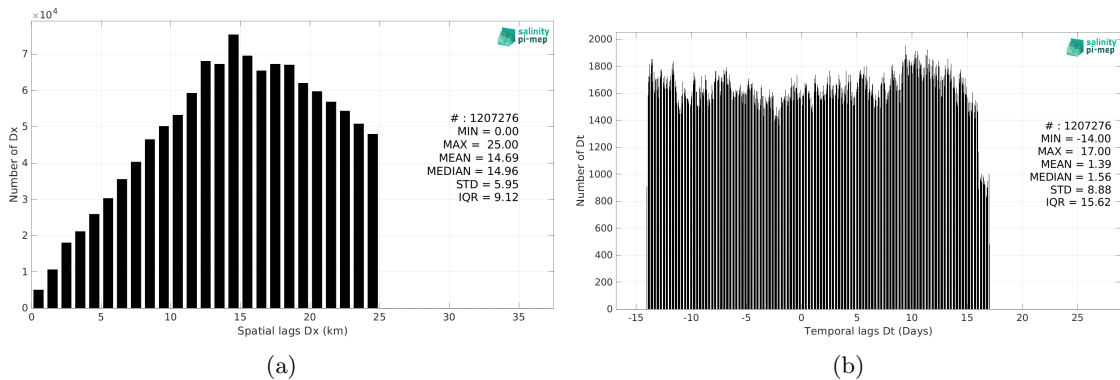 ×10⁴
7
6
5
4
3
2
1
0
Number of Dx
0 5 10 15 20 25 30 35
Spatial lags Dx (km)
salinity
pi-mep
# : 1207276
MIN = 0.00
MAX = 25.00
MEAN = 14.69
MEDIAN = 14.96
STD = 5.95
IQR = 9.12
(a)
2000
1800
1600
1400
1200
1000
800
600
400
200
0
Number of Dt
-15 -10 -5 0 5 10 15 20 25
Temporal lags Dt (Days)
salinity
pi-mep
# : 1207276
MIN = -14.00
MAX = 17.00
MEAN = 1.39
MEDIAN = 1.56
STD = 8.88
IQR = 15.62
(b)